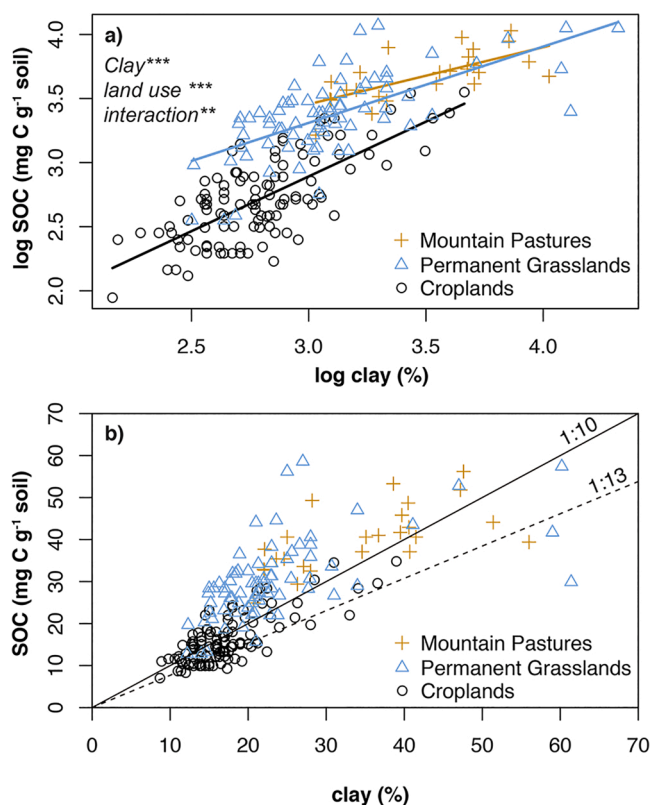 a)
Clay***
land use ***
interaction**
log SOC (mg C g-1 soil)
4.0
3.5
3.0
2.5
2.0
Mountain Pastures
Permanent Grasslands
Croplands
2.5 3.0 3.5 4.0
log clay (%)
b)
SOC (mg C g-1 soil)
70
60
50
40
30
20
10
0
1:10
1:13
Mountain Pastures
Permanent Grasslands
Croplands
0 10 20 30 40 50 60 70
clay (%)